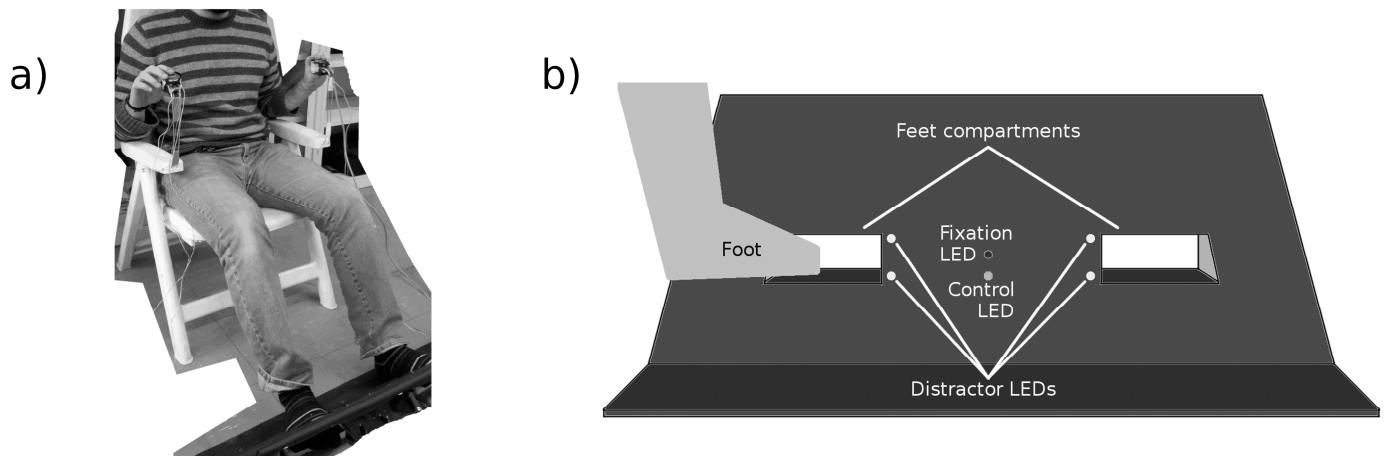 a)
b)
Feet compartments
Fixation
LED
Foot
Control
LED
Distractor LEDs